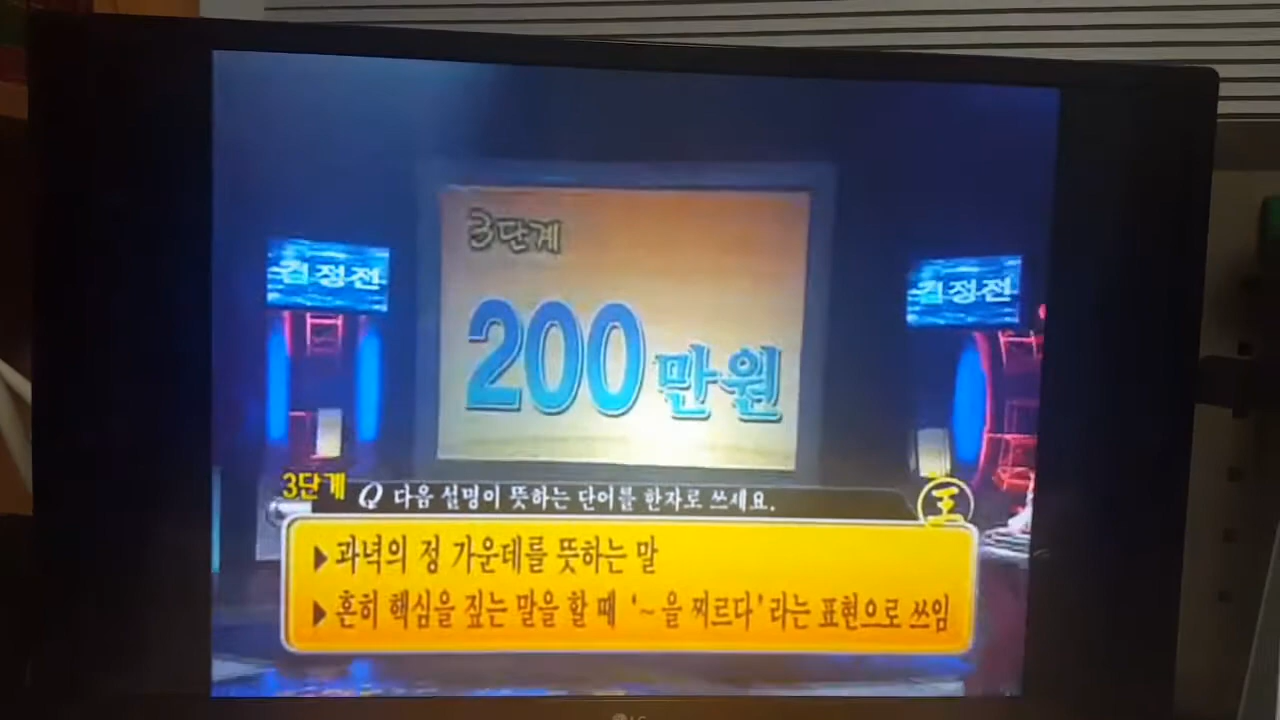 3단계
200만원
검정전
검정전
3단계 Q 다음 설명이 뜻하는 단어를 한자로 쓰세요.
王
▶과녁의 정 가운데를 뜻하는 말
▶흔히 핵심을 짚는 말을 할 때 '~을 찌르다'라는 표현으로 쓰임
LG